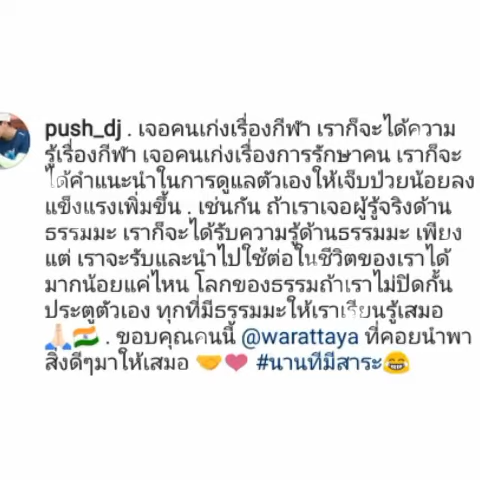 push_dj . เจอคนเก่งเรื่องกีฬา เราก็จะได้ความ
รู้เรื่องกีฬา เจอคนเก่งเรื่องการรักษาคน เราก็จะ
ได้คำแนะนำในการดูแลตัวเองให้เจ็บป่วยน้อยลง
แข็งแรงเพิ่มขึ้น . เช่นกัน ถ้าเราเจอผู้รู้จริงด้าน
ธรรมมะ เราก็จะได้รับความรู้ด้านธรรมมะ เพียง
แต่ เราจะรับและนำไปใช้ต่อในชีวิตของเราได้
มากน้อยแค่ไหน โลกของธรรมถ้าเราไม่ปิดกั้น
ประตูตัวเอง ทุกที่มีธรรมมะให้เราเรียนรู้เสมอ
🙏🏻🇮🇳 . ขอบคุณคนนี้ @warattaya ที่คอยนำพา
สิ่งดีๆมาให้เสมอ 🤝❤️ #นานทีมีสาระ😂